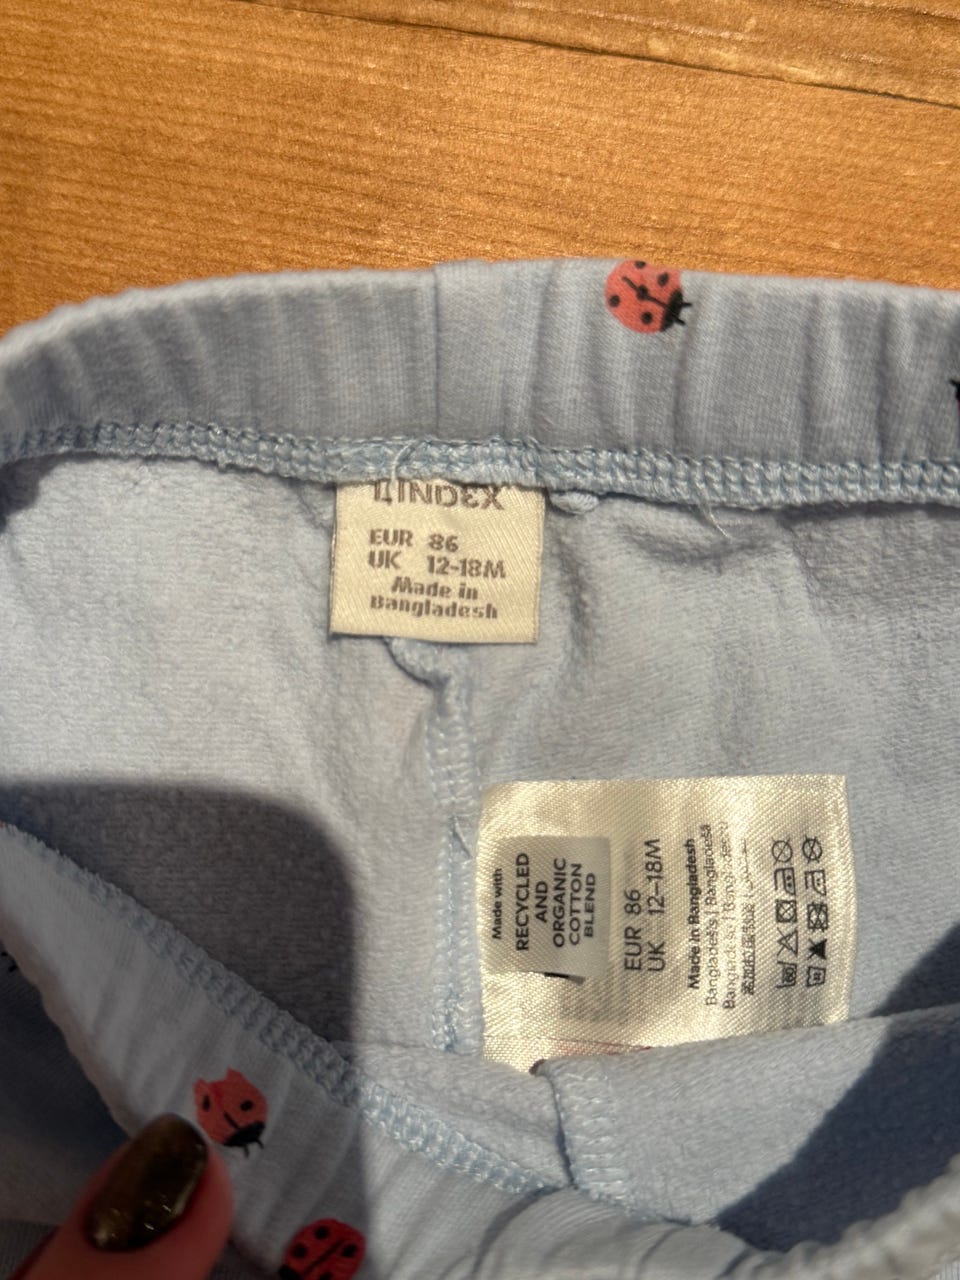 LINDEX
EUR 86
UK 12-18M
Made in
Bangladesh
Made with
RECYCLED
AND
ORGANIC
COTTON
BLEND
EUR 86
UK 12–18M
Made in Bangladesh